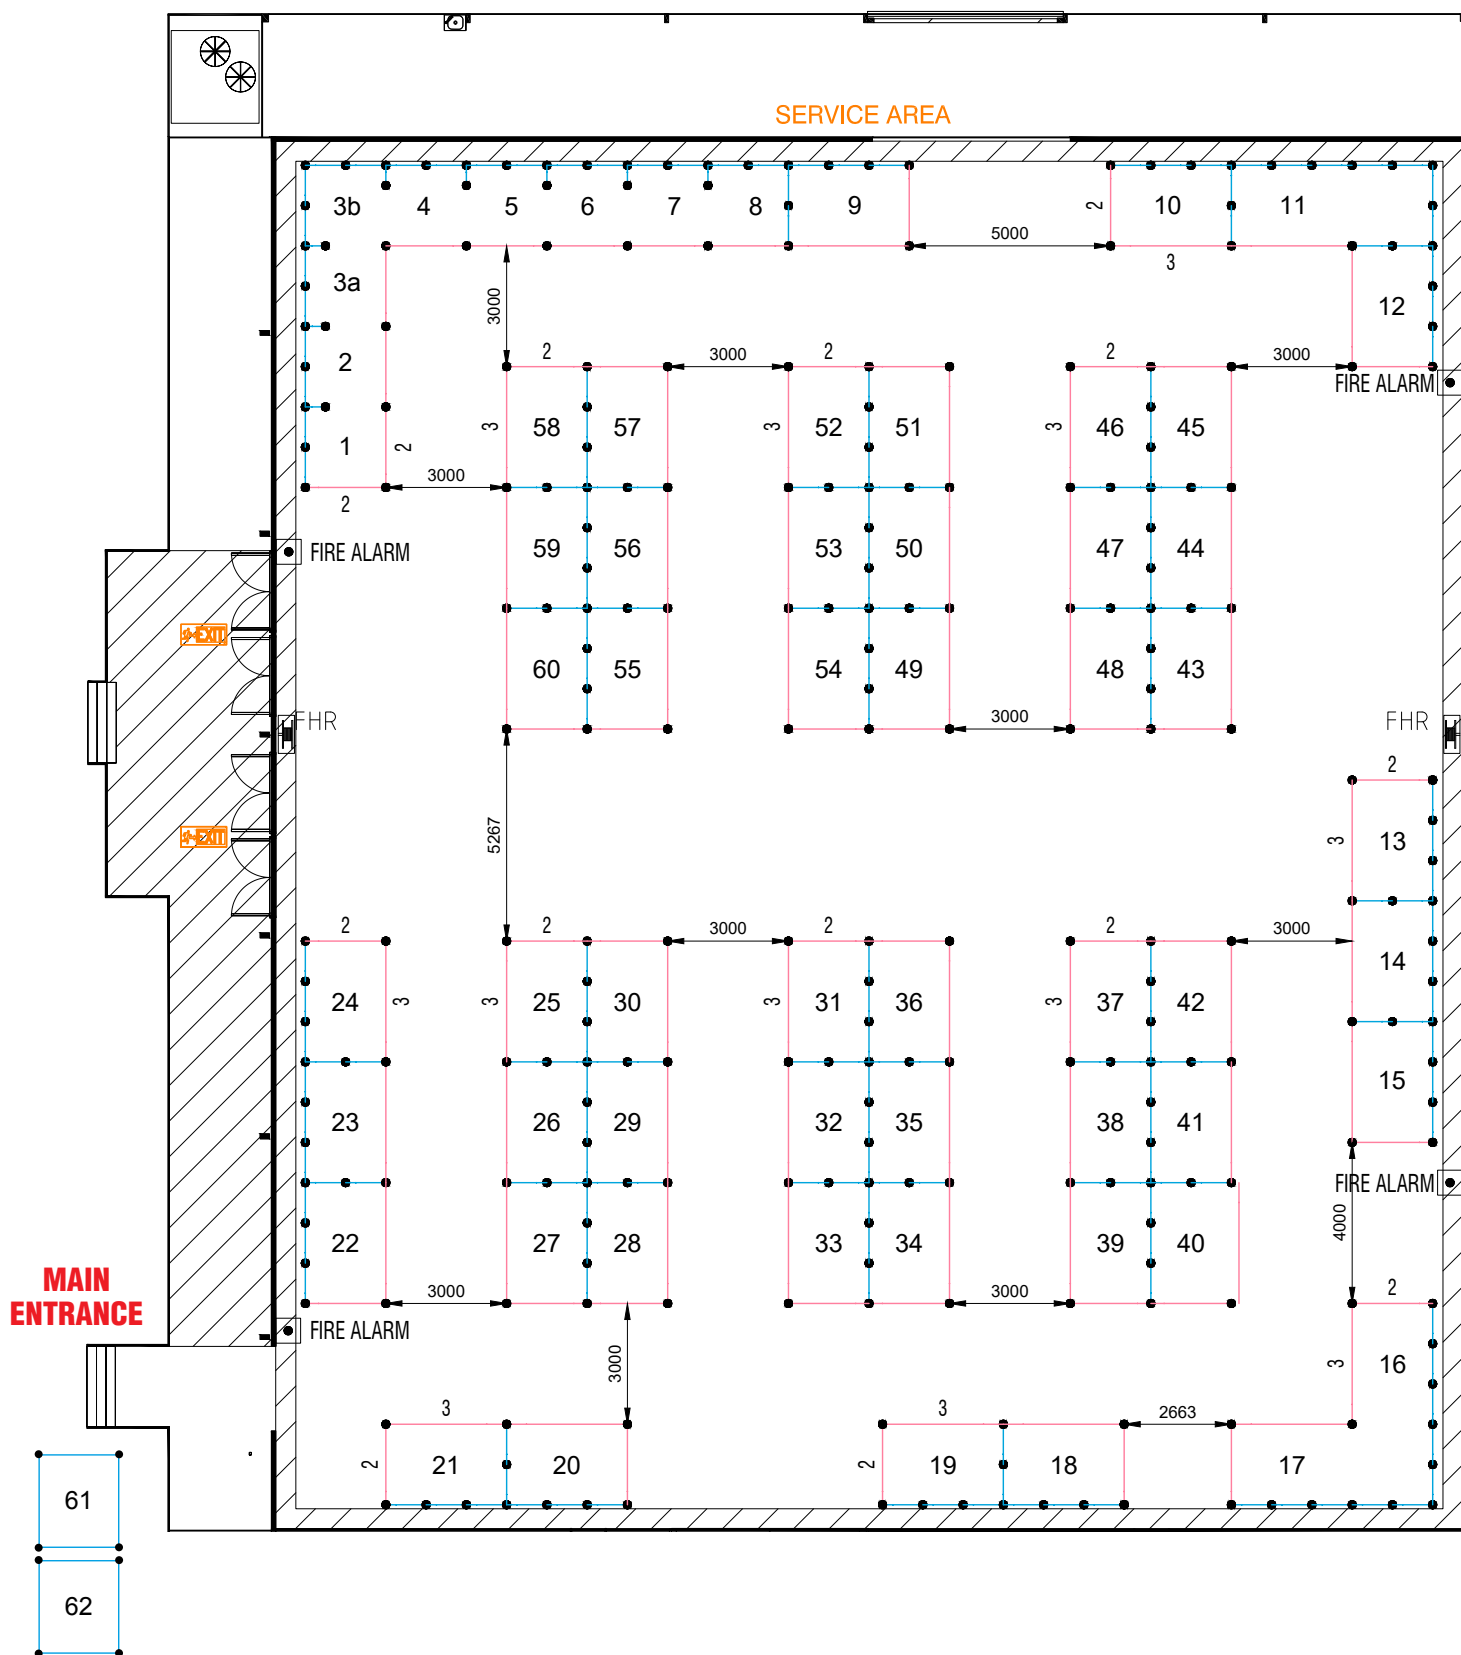 SERVICE AREA
3b 4 5 6 7 8 9 2 10 11
5000
3
3a
3000
12
2
2 3000 2 2 3000
FIRE ALARM
1 2 3 58 57 3 52 51 3 46 45
3000
2
FIRE ALARM
59 56 53 50 47 44
EXIT
60 55 54 49 48 43
FHR
3000
FHR
2
5267
EXIT
3 13
2 2 3000 2 2 3000
14
24 3 3 25 30 3 31 36 3 37 42
15
23 26 29 32 35 38 41
FIRE ALARM
4000
22 27 28 33 34 39 40
MAIN
ENTRANCE
3000 3000
2
FIRE ALARM
3000
3 16
3 3 2663
2 21 20 2 19 18 17
61
62